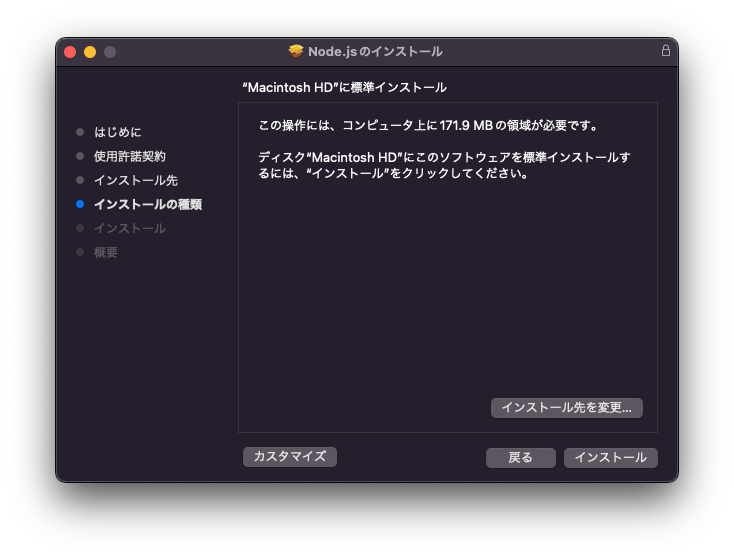 Node.jsのインストール
“Macintosh HD”に標準インストール
はじめに
使用許諾契約
インストール先
インストールの種類
インストール
概要
この操作には、コンピュータ上に171.9 MBの領域が必要です。
ディスク“Macintosh HD”にこのソフトウェアを標準インストールす
るには、“インストール”をクリックしてください。
インストール先を変更...
カスタマイズ
戻る
インストール